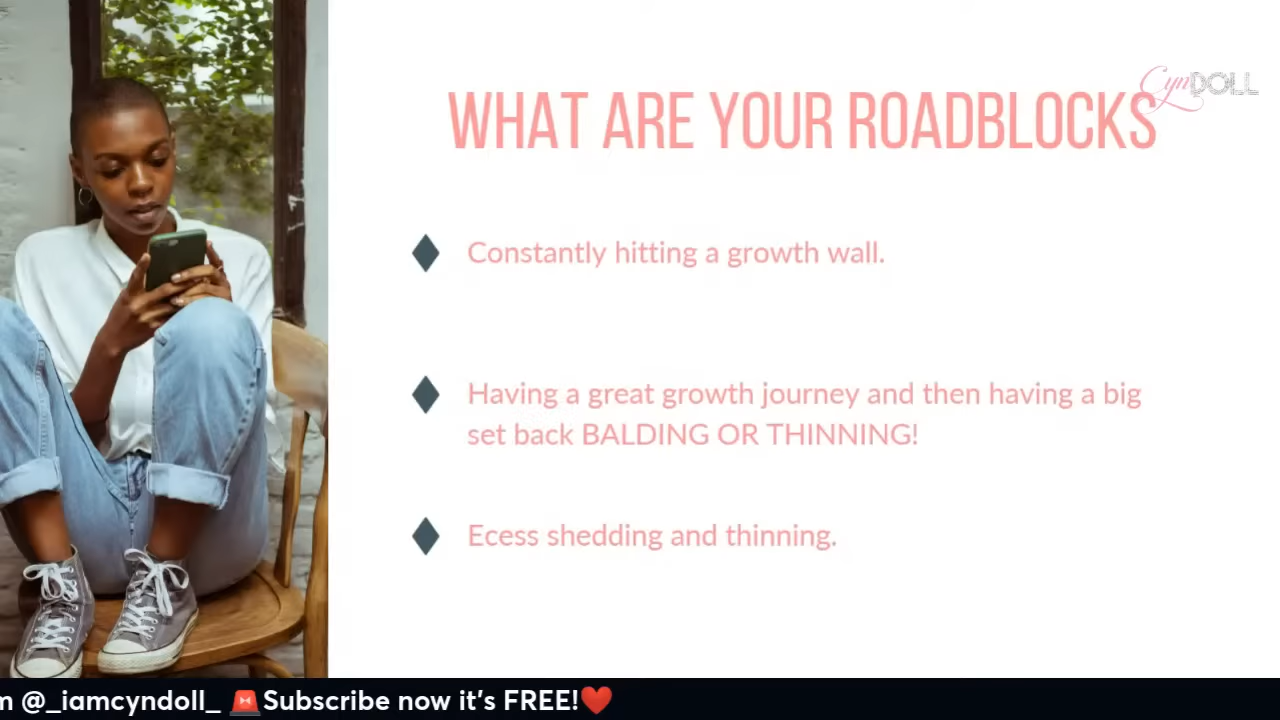 CynDOLL
WHAT ARE YOUR ROADBLOCKS
Constantly hitting a growth wall.
Having a great growth journey and then having a big
set back BALDING OR THINNING!
Ecess shedding and thinning.
m @_iamcyndoll_ 🚨Subscribe now it's FREE!❤️